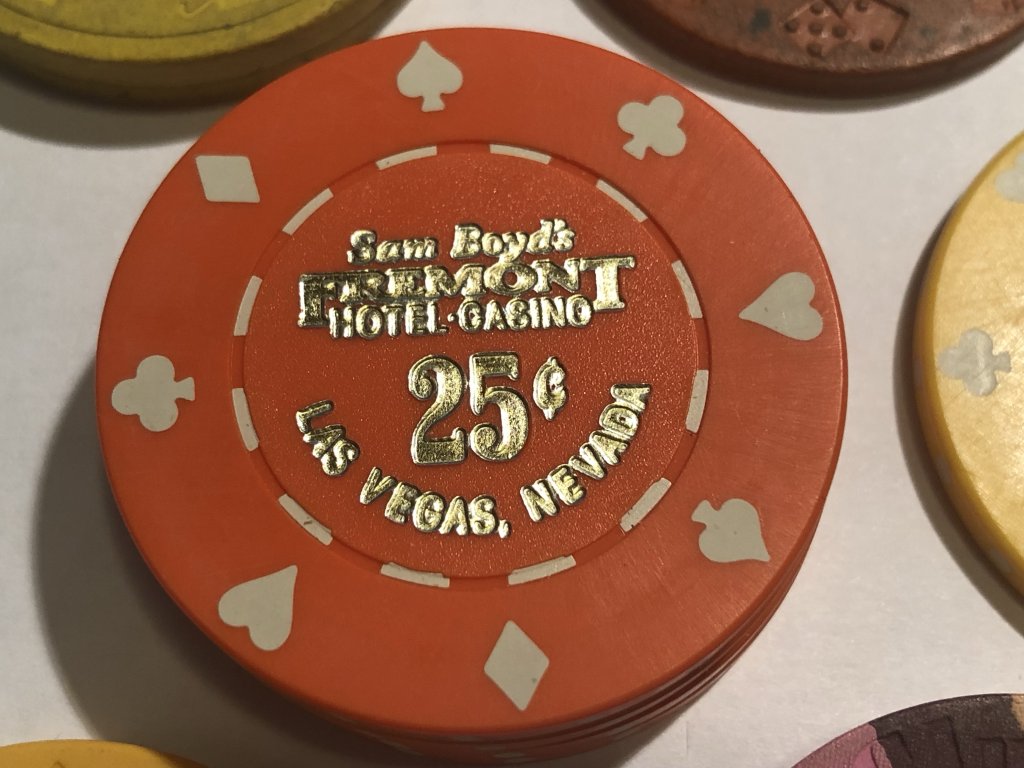 Sam Boyd's
FREMONT
HOTEL·CASINO
25¢
LAS VEGAS, NEVADA